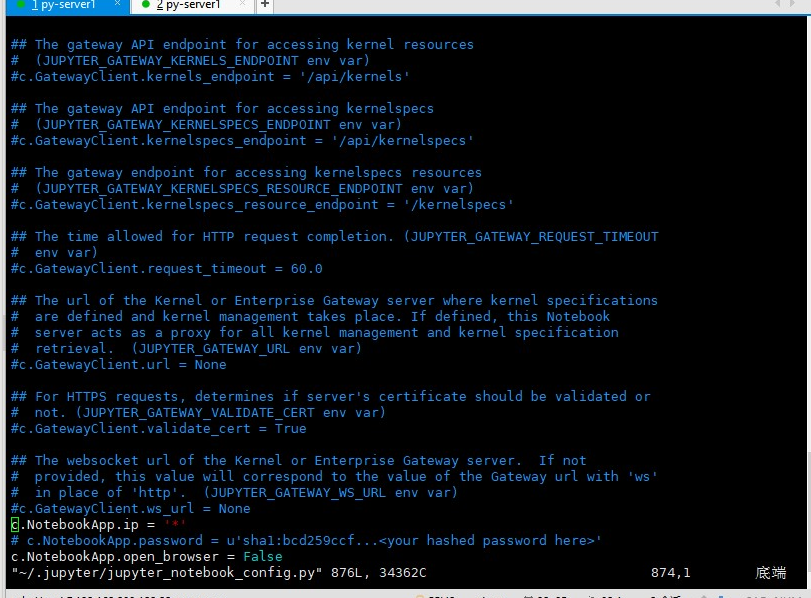 1 py-server1 × 2 py-server1 × +
## The gateway API endpoint for accessing kernel resources
#  (JUPYTER_GATEWAY_KERNELS_ENDPOINT env var)
#c.GatewayClient.kernels_endpoint = '/api/kernels'
## The gateway API endpoint for accessing kernelspecs
#  (JUPYTER_GATEWAY_KERNELSPECS_ENDPOINT env var)
#c.GatewayClient.kernelspecs_endpoint = '/api/kernelspecs'
## The gateway endpoint for accessing kernelspecs resources
#  (JUPYTER_GATEWAY_KERNELSPECS_RESOURCE_ENDPOINT env var)
#c.GatewayClient.kernelspecs_resource_endpoint = '/kernelspecs'
## The time allowed for HTTP request completion. (JUPYTER_GATEWAY_REQUEST_TIMEOUT
#  env var)
#c.GatewayClient.request_timeout = 60.0
## The url of the Kernel or Enterprise Gateway server where kernel specifications
#  are defined and kernel management takes place. If defined, this Notebook
#  server acts as a proxy for all kernel management and kernel specification
#  retrieval.  (JUPYTER_GATEWAY_URL env var)
#c.GatewayClient.url = None
## For HTTPS requests, determines if server's certificate should be validated or
#  not. (JUPYTER_GATEWAY_VALIDATE_CERT env var)
#c.GatewayClient.validate_cert = True
## The websocket url of the Kernel or Enterprise Gateway server.  If not
#  provided, this value will correspond to the value of the Gateway url with 'ws'
#  in place of 'http'.  (JUPYTER_GATEWAY_WS_URL env var)
#c.GatewayClient.ws_url = None
c.NotebookApp.ip = '*'
# c.NotebookApp.password = u'sha1:bcd259ccf...<your hashed password here>'
c.NotebookApp.open_browser = False
"~/.jupyter/jupyter_notebook_config.py" 876L, 34362C 874,1 底端